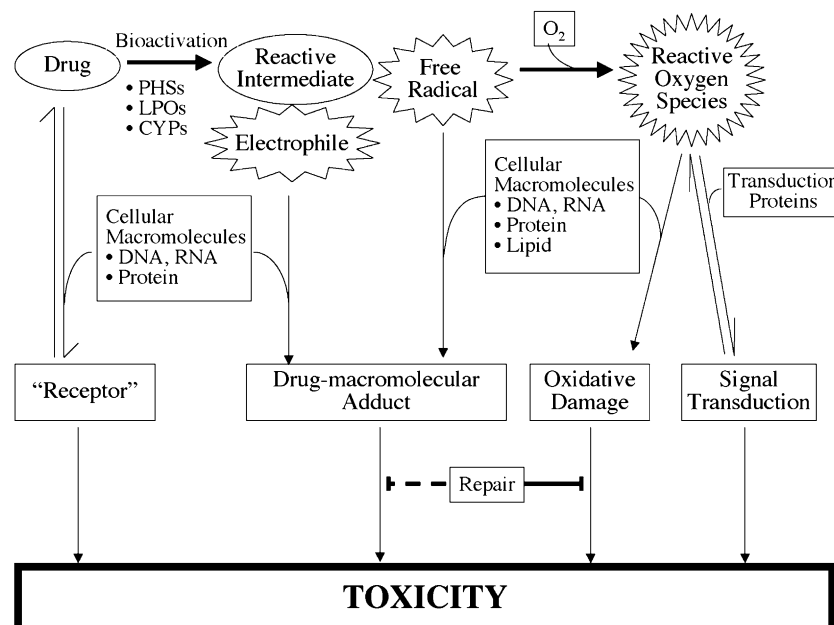 Drug
Bioactivation
• PHSs
• LPOs
• CYPs
Reactive
Intermediate
Electrophile
Free
Radical
O2
Reactive
Oxygen
Species
Cellular
Macromolecules
• DNA, RNA
• Protein
Cellular
Macromolecules
• DNA, RNA
• Protein
• Lipid
Transduction
Proteins
“Receptor”
Drug-macromolecular
Adduct
Oxidative
Damage
Signal
Transduction
Repair
TOXICITY